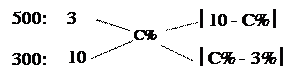 500: 3 | 10 - C% |
C%
300: 10 | C% - 3% |